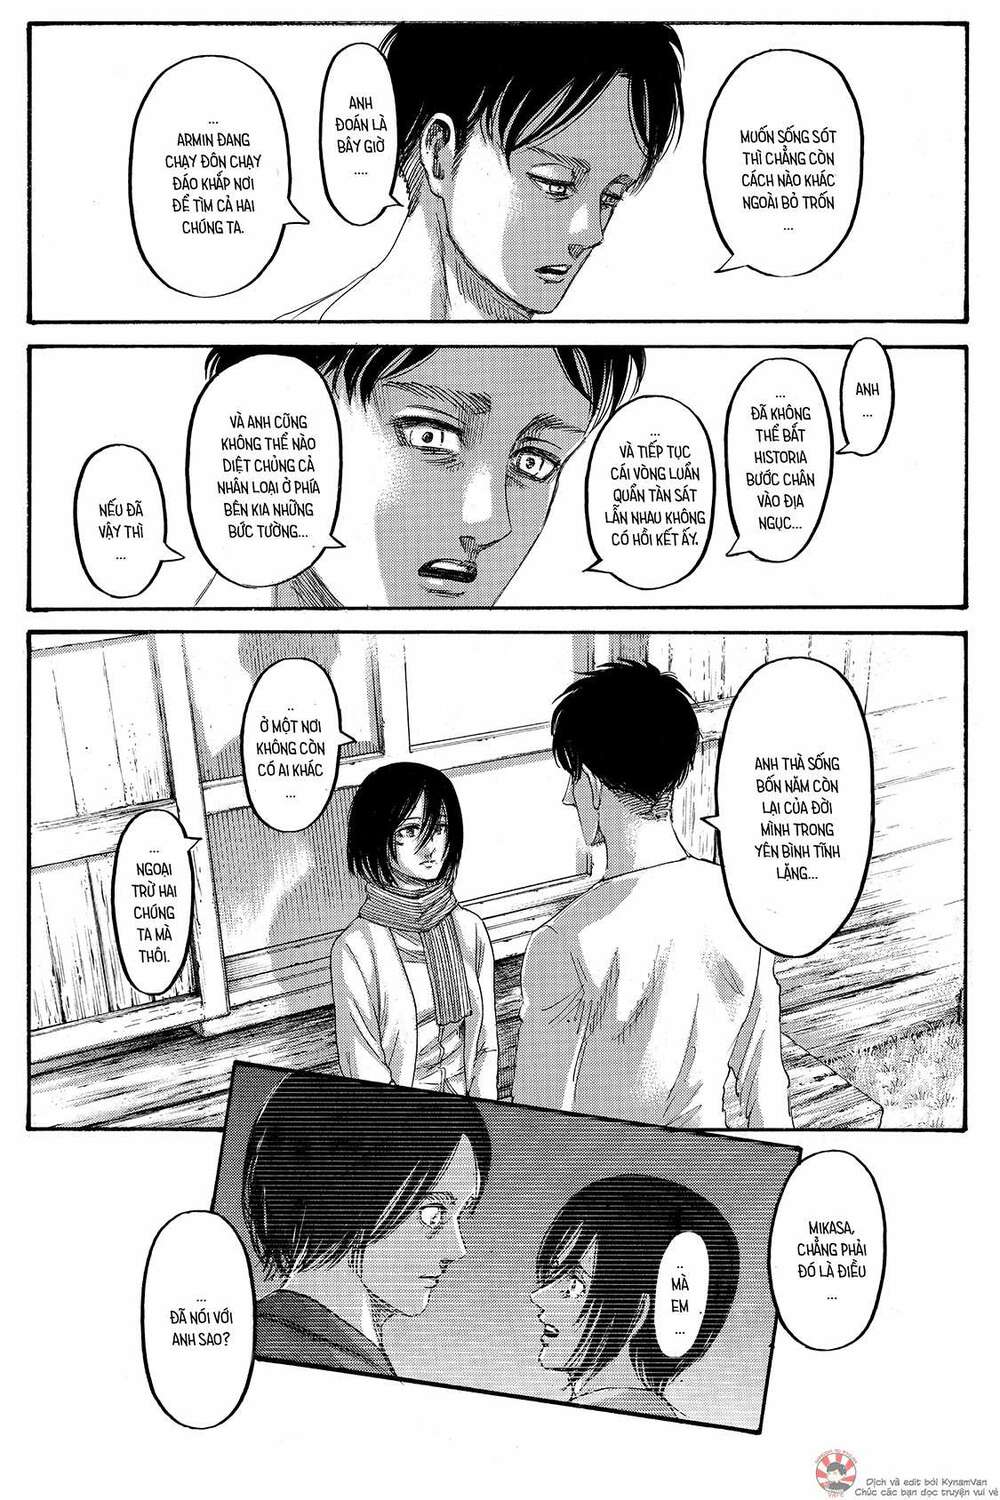 MUỐN SỐNG SÓT
THÌ CHẲNG CÒN
CÁCH NÀO KHÁC
NGOÀI BỎ TRỐN
...
ANH
ĐOÁN LÀ
BÂY GIỜ
....
...
ARMIN ĐANG
CHẠY ĐÔN CHẠY
ĐÁO KHẮP NƠI
ĐỂ TÌM CẢ HAI
CHÚNG TA.
ANH
...
...
ĐÃ KHÔNG
THỂ BẮT
HISTORIA
BƯỚC CHÂN
VÀO ĐỊA
NGỤC...
...
VÀ TIẾP TỤC
CÁI VÒNG LUẨN
QUẨN TÀN SÁT
LẪN NHAU KHÔNG
CÓ HỒI KẾT ẤY.
VÀ ANH CŨNG
KHÔNG THỂ NÀO
DIỆT CHỦNG CẢ
NHÂN LOẠI Ở PHÍA
BÊN KIA NHỮNG
BỨC TƯỜNG...
NẾU ĐÃ
VẬY THÌ
...
ANH THÀ SỐNG
BỐN NĂM CÒN
LẠI CỦA ĐỜI
MÌNH TRONG
YÊN BÌNH TĨNH
LẶNG...
...
Ở MỘT NƠI
KHÔNG CÒN
CÓ AI KHÁC
...
...
NGOẠI
TRỪ HAI
CHÚNG
TA MÀ
THÔI.
MIKASA,
CHẲNG PHẢI
ĐÓ LÀ ĐIỀU
...
..
MÀ
EM
...
...
ĐÃ NÓI VỚI
ANH SAO?
Dịch và edit bởi KynamVan
Chúc các bạn đọc truyện vui vẻ